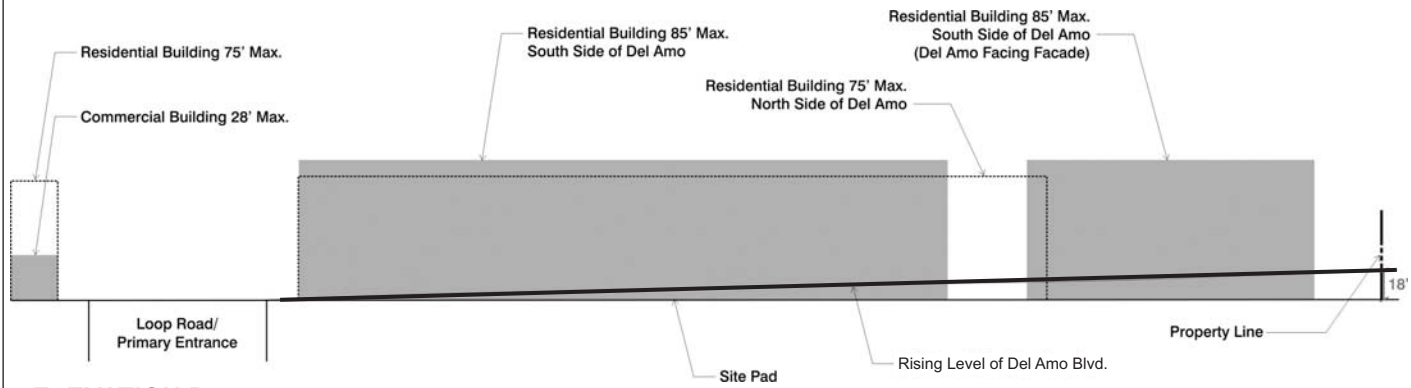 Residential Building 85' Max.
South Side of Del Amo
(Del Amo Facing Facade)
Residential Building 85' Max.
South Side of Del Amo
Residential Building 75' Max.
Residential Building 75' Max.
North Side of Del Amo
Commercial Building 28' Max.
18'
Loop Road/
Primary Entrance
Property Line
Rising Level of Del Amo Blvd.
Site Pad